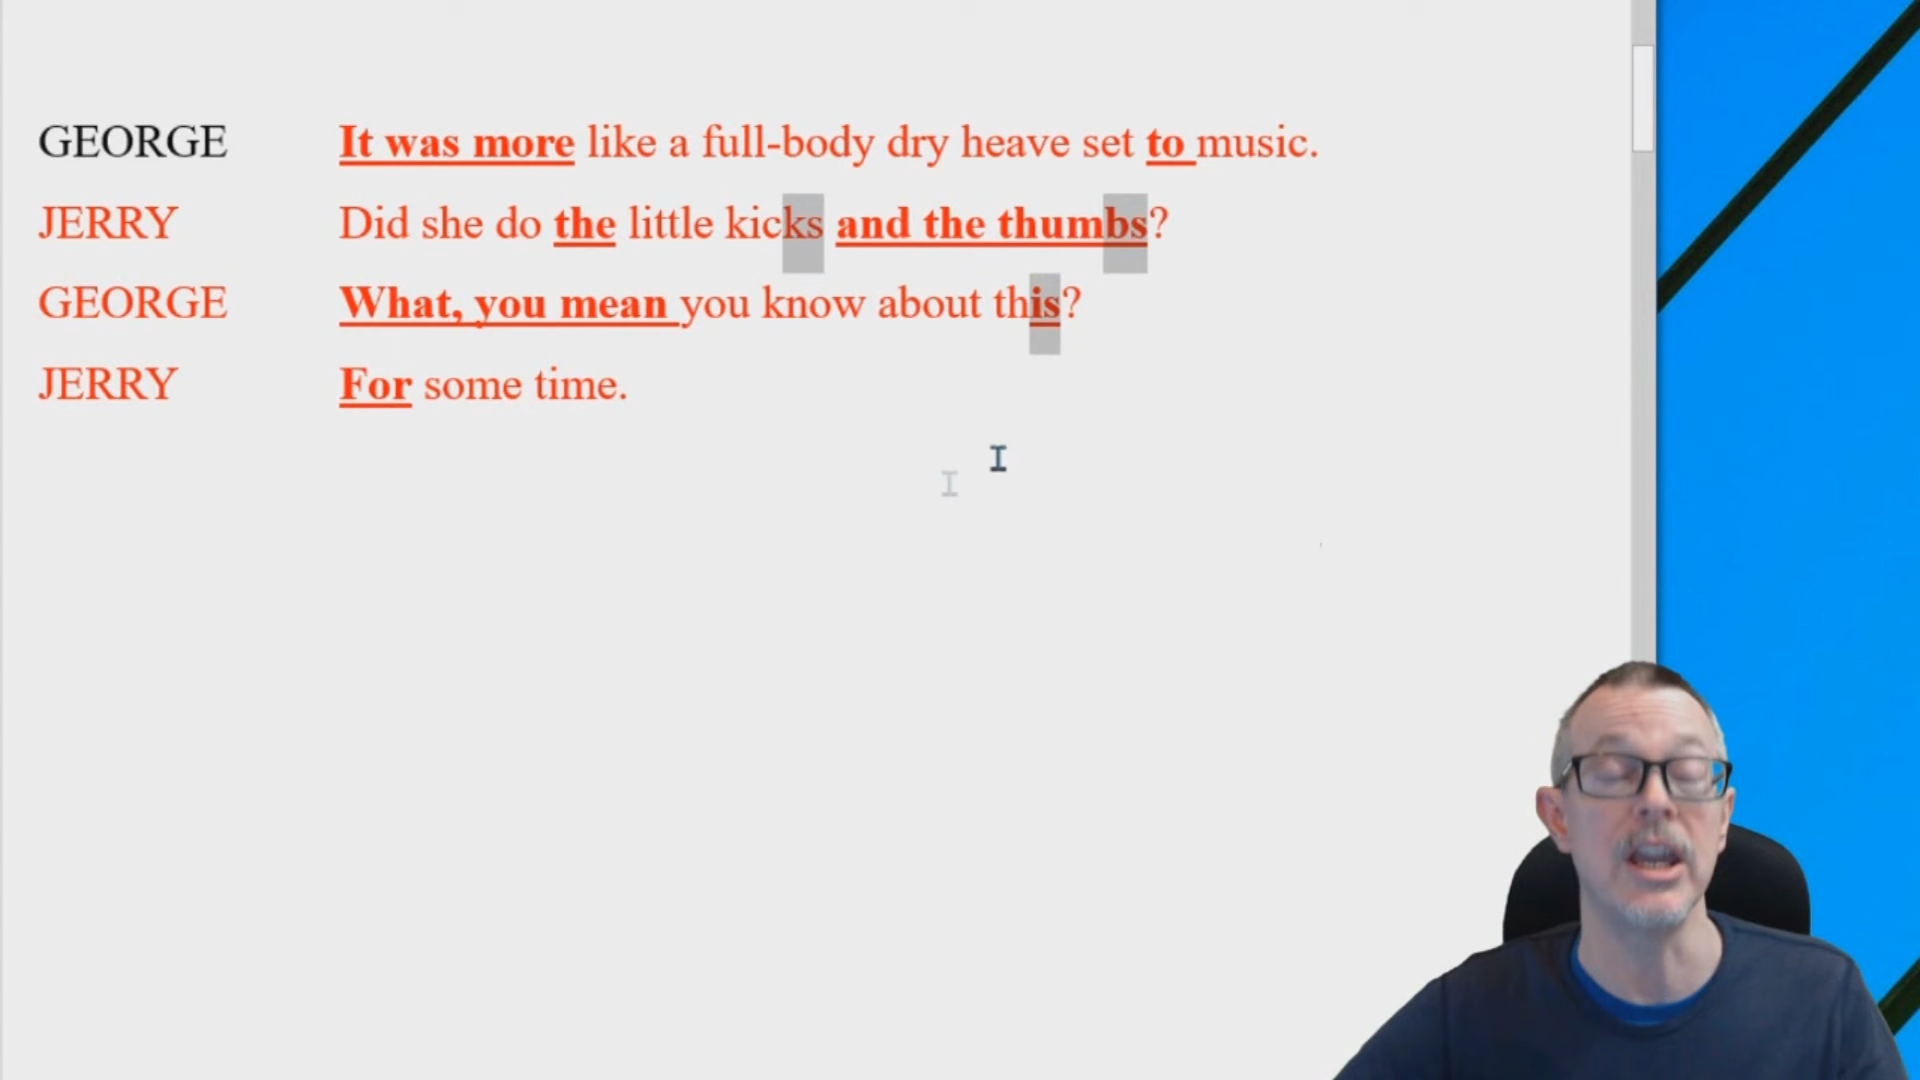 GEORGE It was more like a full-body dry heave set to music.
JERRY Did she do the little kicks and the thumbs?
GEORGE What, you mean you know about this?
JERRY For some time.